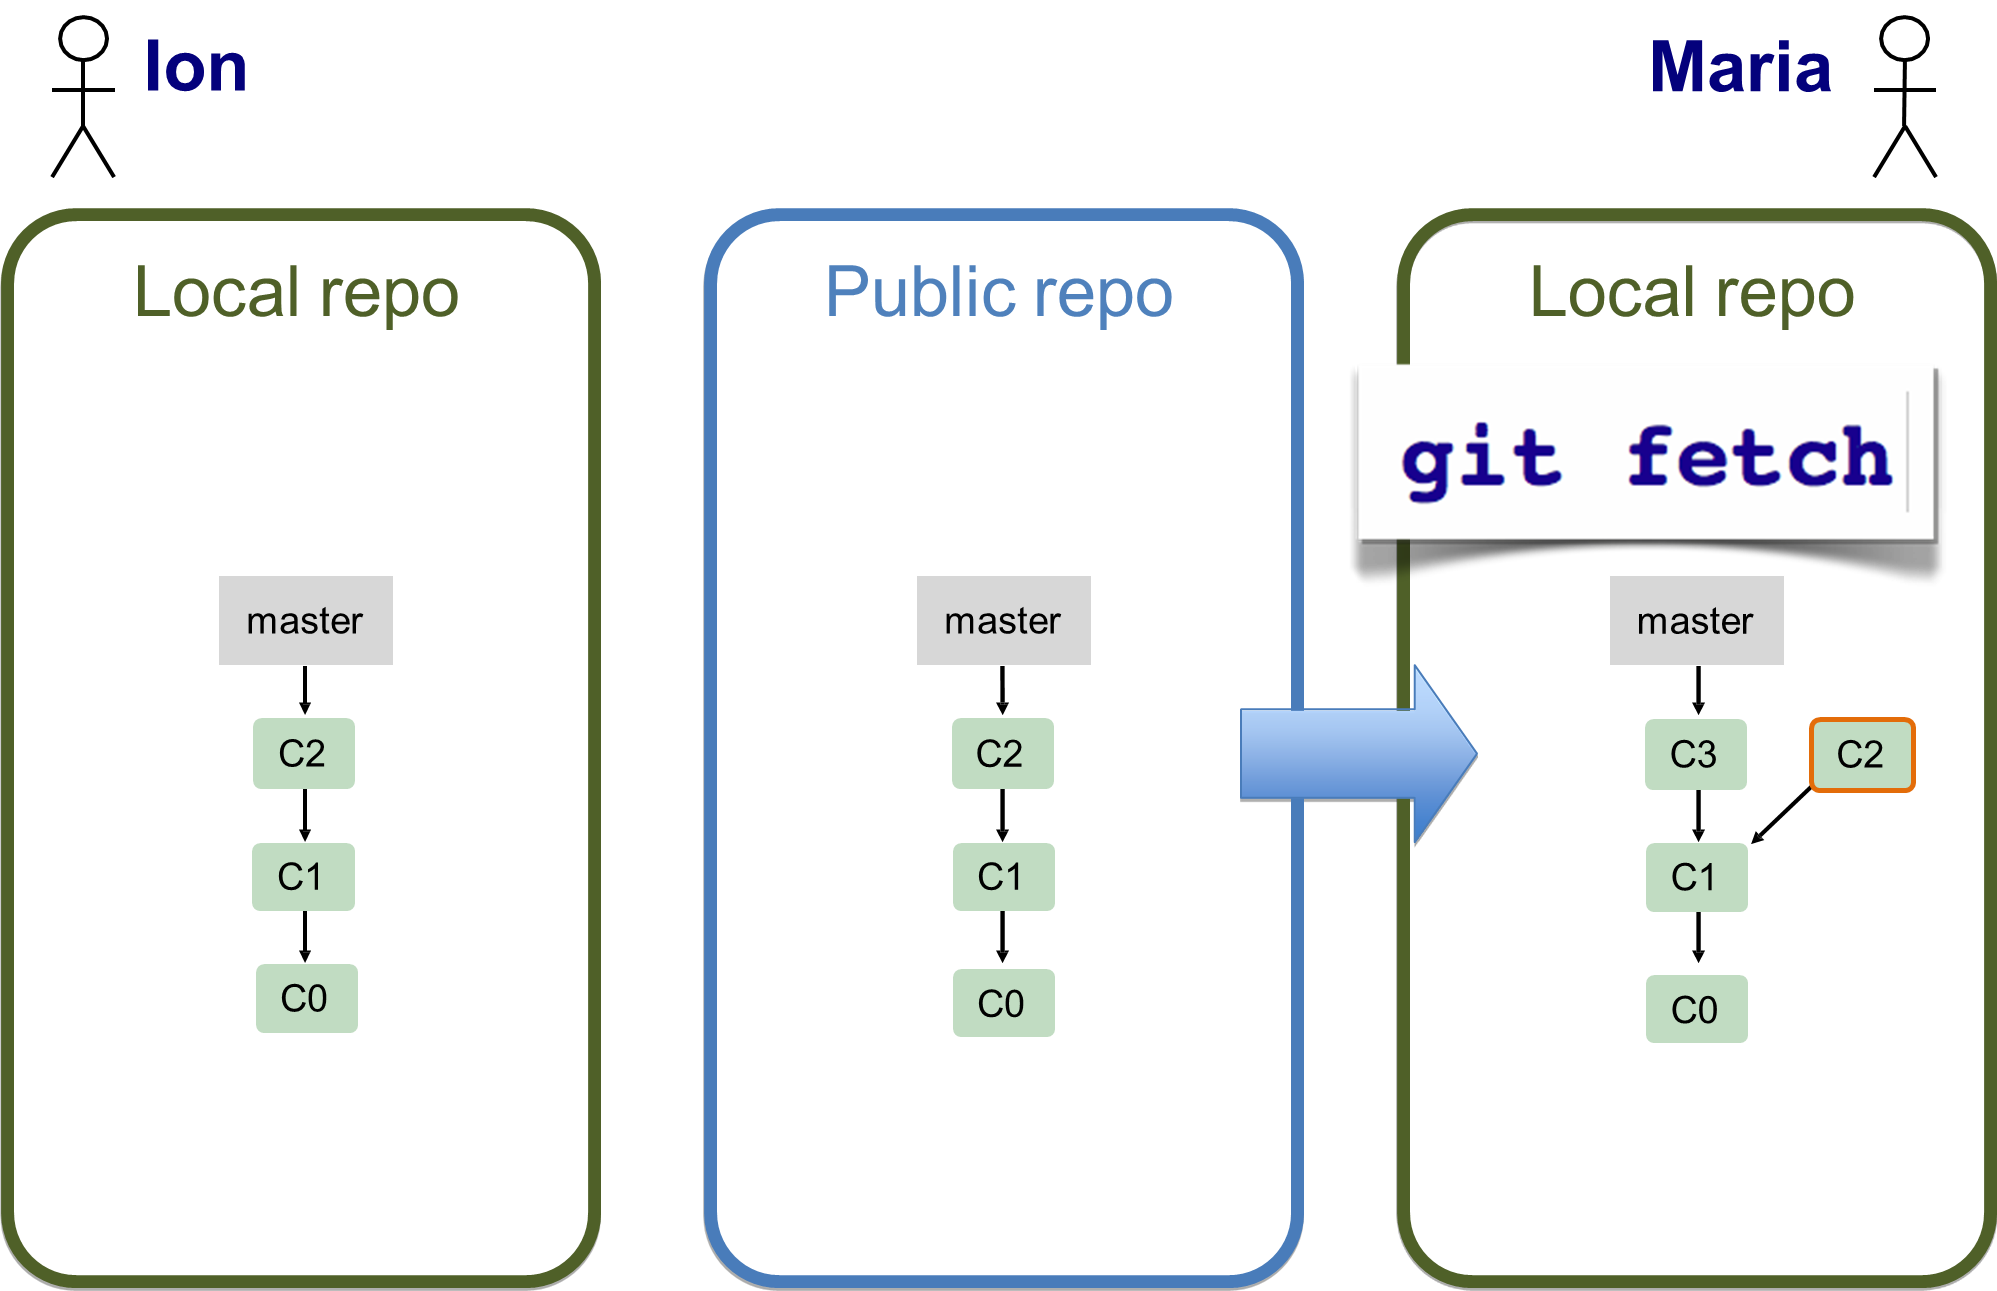 Ion
Maria
Local repo
Public repo
Local repo
git fetch
master
master
master
C2
C2
C3
C2
C1
C1
C1
C0
C0
C0